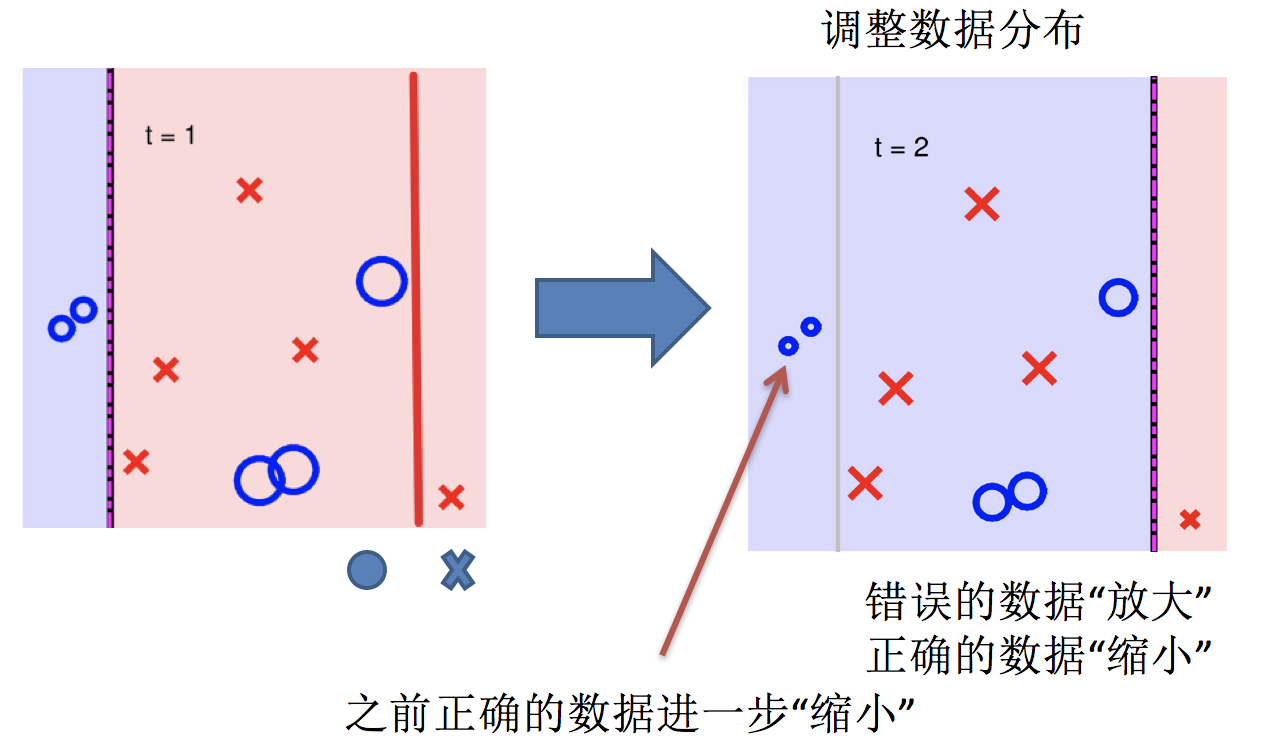 调整数据分布
t = 1
t = 2
错误的数据“放大”
正确的数据“缩小”
之前正确的数据进一步“缩小”